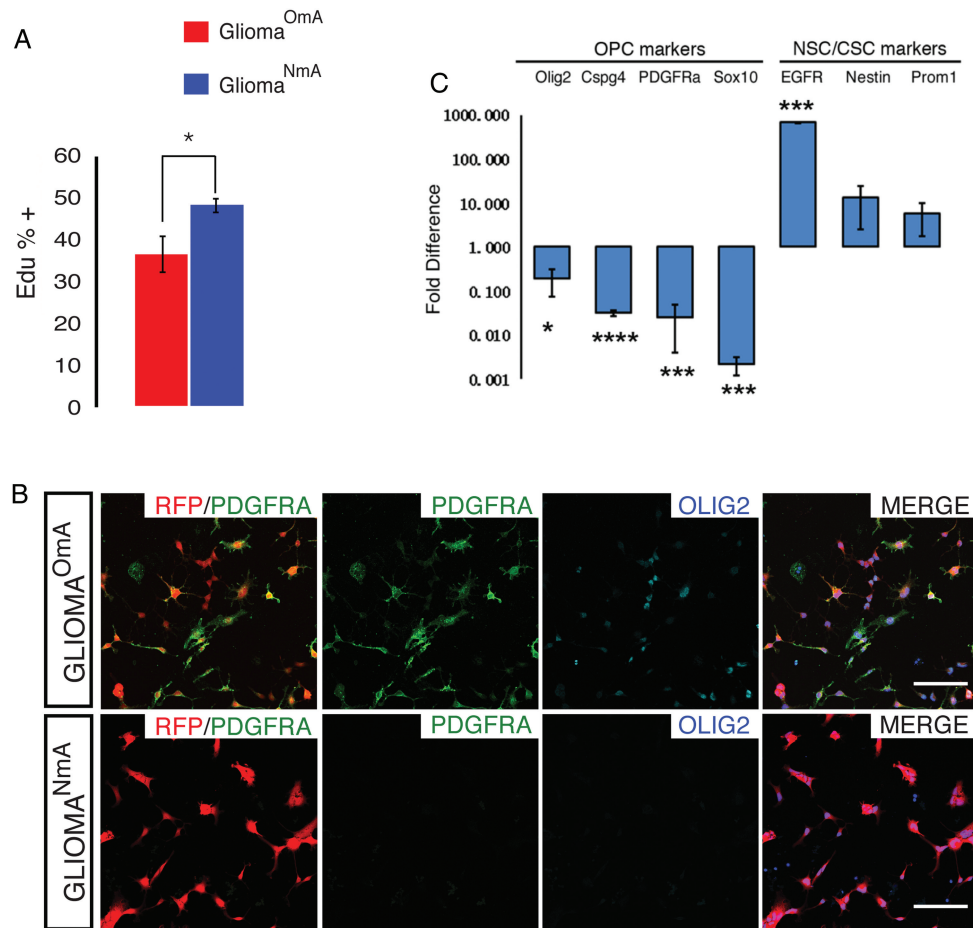 A
Glioma^OmA
Glioma^NmA
*
60
50
40
30
20
10
0
Edu % +
C
OPC markers
NSC/CSC markers
Olig2 Cspg4 PDGFRa Sox10 EGFR Nestin Prom1
1000.000
100.000
10.000
1.000
0.100
0.010
0.001
Fold Difference
***
*
****
***
***
B
GLIOMA^OmA
RFP/PDGFRA
PDGFRA
OLIG2
MERGE
GLIOMA^NmA
RFP/PDGFRA
PDGFRA
OLIG2
MERGE